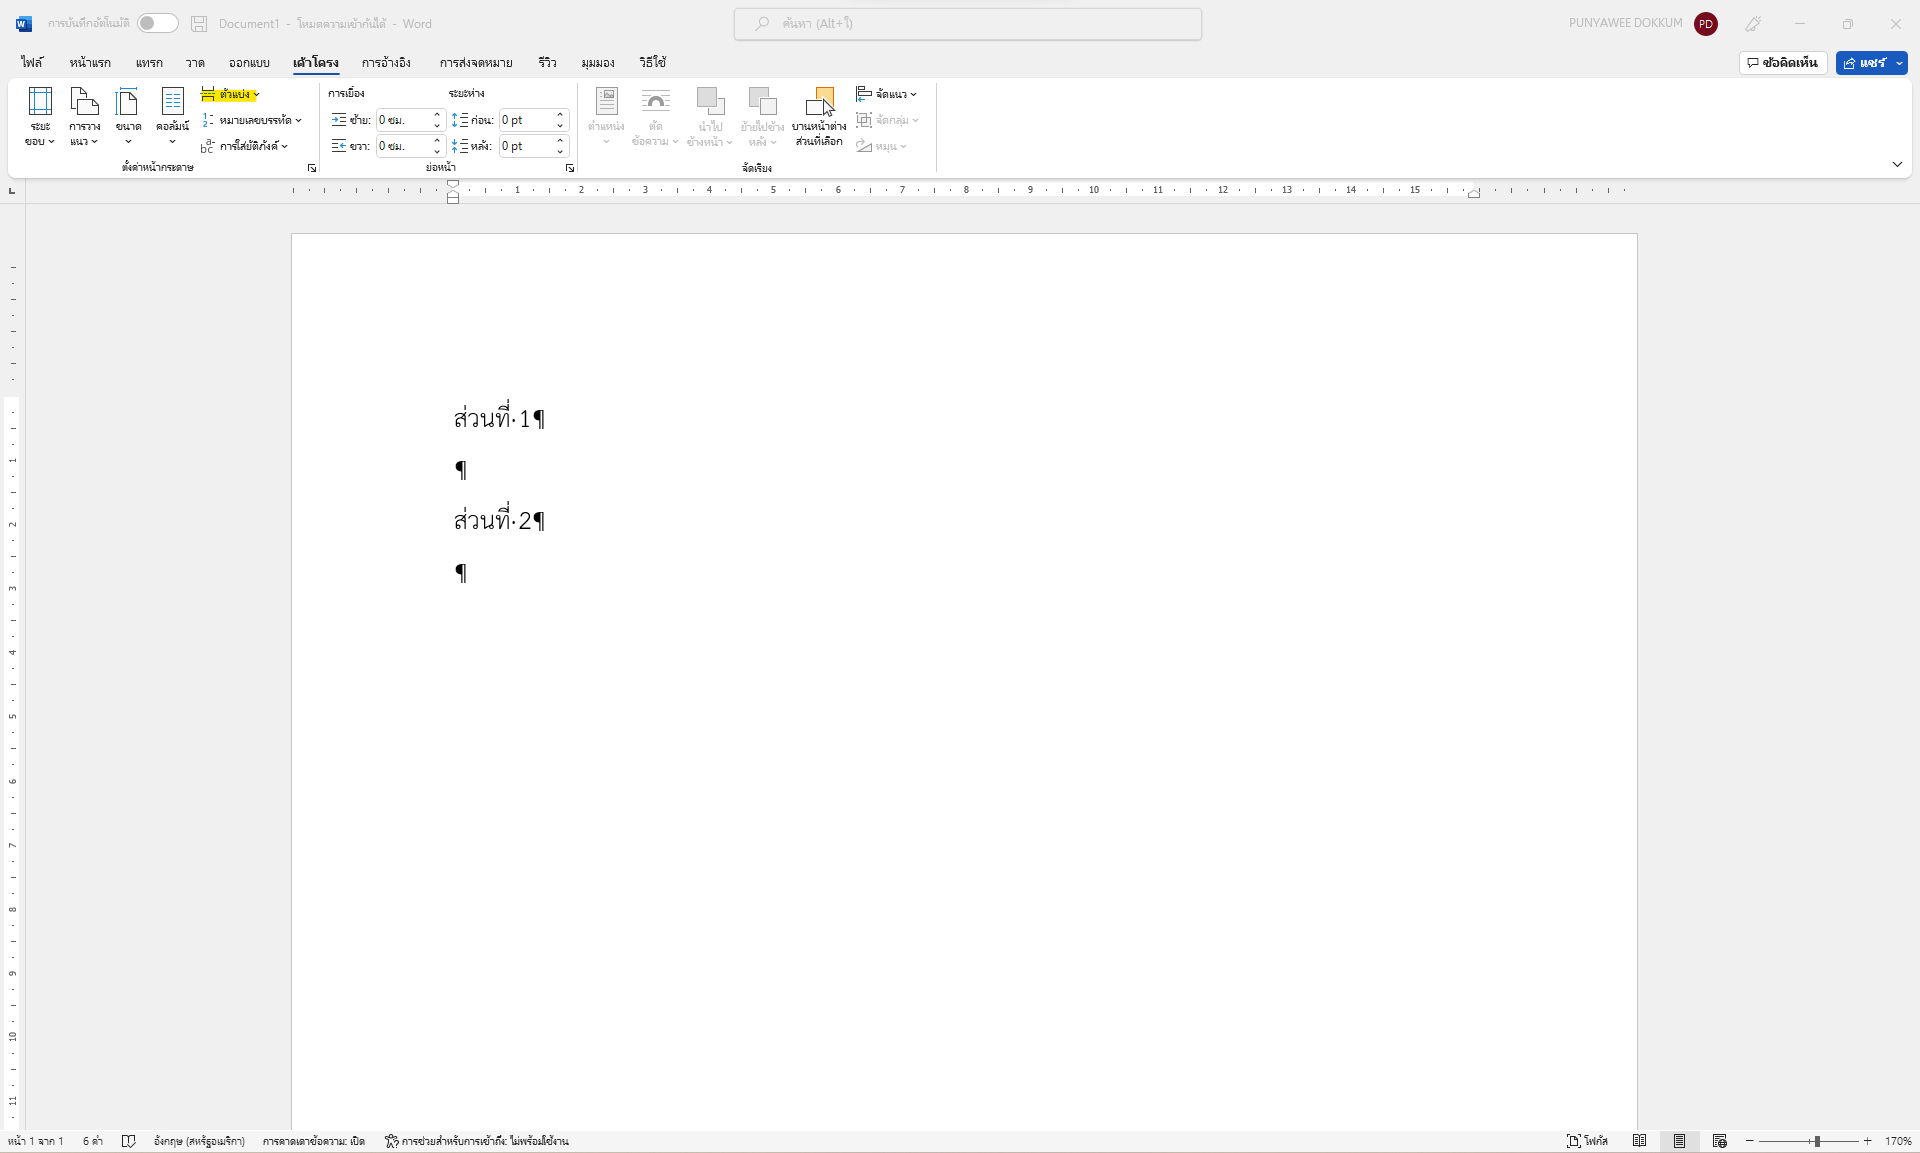 การบันทึกอัตโนมัติ Document1 - โหมดความเข้ากันได้ - Word ค้นหา (Alt+ใ) PUNYAWEE DOKKUM PD
ไฟล์ หน้าแรก แทรก วาด ออกแบบ เค้าโครง การอ้างอิง การส่งจดหมาย รีวิว มุมมอง วิธีใช้ ข้อคิดเห็น แชร์
ระยะขอบ
การวางแนว
ขนาด
คอลัมน์
ตัวแบ่ง
หมายเลขบรรทัด
การใส่ยัติภังค์
ตั้งค่าหน้ากระดาษ
การเยื้อง ระยะห่าง
ซ้าย: 0 ซม. ก่อน: 0 pt
ขวา: 0 ซม. หลัง: 0 pt
ย่อหน้า
ตำแหน่ง
ตัดข้อความ
นำไปข้างหน้า
ย้ายไปข้างหลัง
บานหน้าต่างส่วนที่เลือก
จัดแนว
จัดกลุ่ม
หมุน
จัดเรียง
1 2 3 4 5 6 7 8 9 10 11 12 13 14 15
ส่วนที่·1¶
¶
ส่วนที่·2¶
¶
1 2 3 4 5 6 7 8 9 10 11
หน้า 1 จาก 1 6 คำ อังกฤษ (สหรัฐอเมริกา) การคาดเดาข้อความ: เปิด การช่วยสำหรับการเข้าถึง: ไม่พร้อมใช้งาน โฟกัส 170%